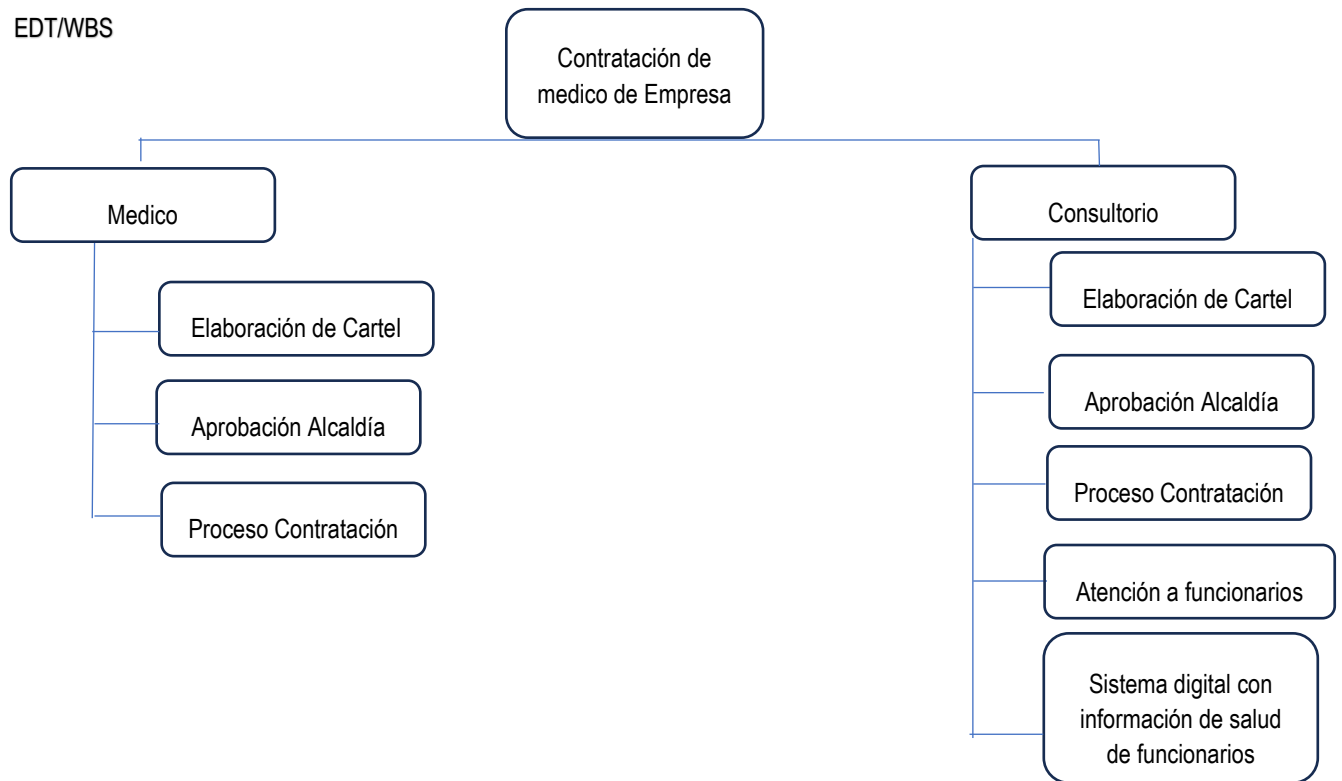 EDT/WBS
Contratación de
medico de Empresa
Medico
Elaboración de Cartel
Aprobación Alcaldía
Proceso Contratación
Consultorio
Elaboración de Cartel
Aprobación Alcaldía
Proceso Contratación
Atención a funcionarios
Sistema digital con
información de salud
de funcionarios